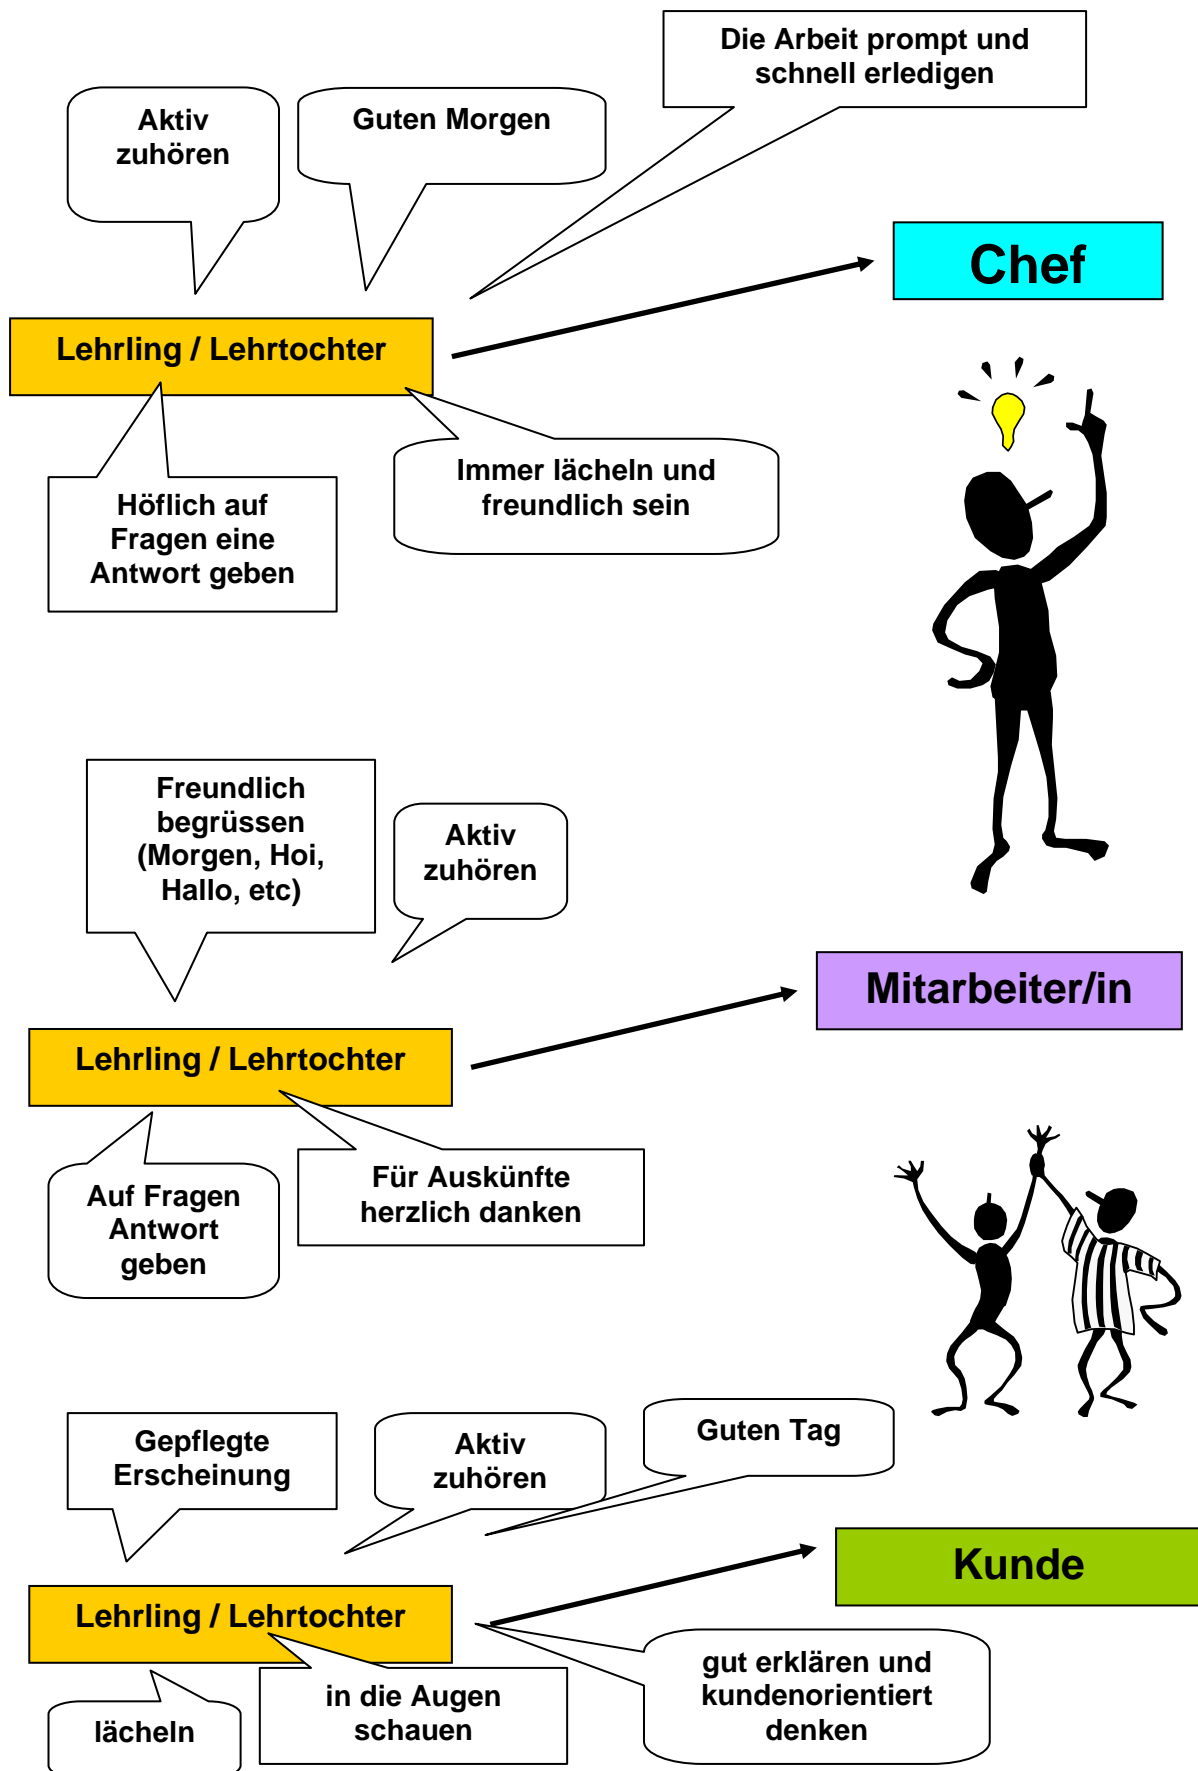 Die Arbeit prompt und
schnell erledigen
Aktiv
zuhören
Guten Morgen
Chef
Lehrling / Lehrtochter
Immer lächeln und
freundlich sein
Höflich auf
Fragen eine
Antwort geben
Freundlich
begrüssen
(Morgen, Hoi,
Hallo, etc)
Aktiv
zuhören
Mitarbeiter/in
Lehrling / Lehrtochter
Für Auskünfte
herzlich danken
Auf Fragen
Antwort
geben
Gepflegte
Erscheinung
Aktiv
zuhören
Guten Tag
Kunde
Lehrling / Lehrtochter
lächeln
in die Augen
schauen
gut erklären und
kundenorientiert
denken